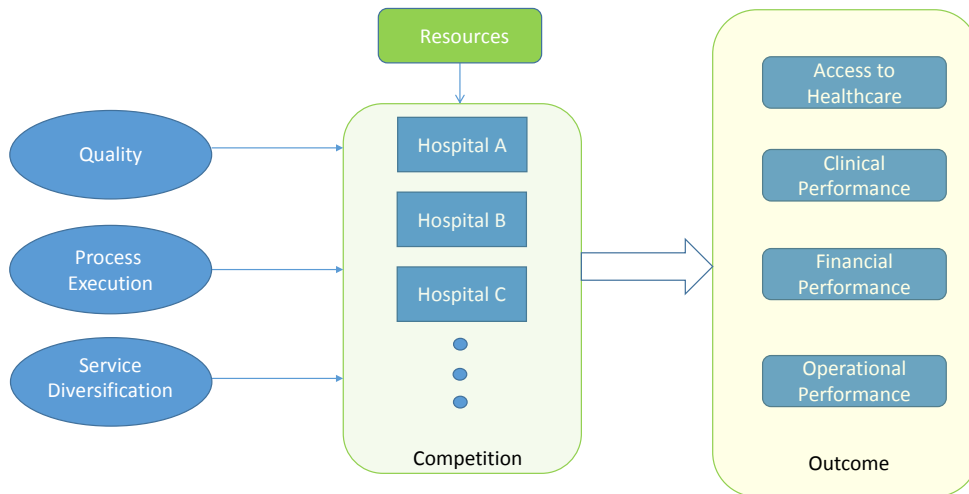 Resources
Quality
Process
Execution
Service
Diversification
Hospital A
Hospital B
Hospital C
Competition
Access to
Healthcare
Clinical
Performance
Financial
Performance
Operational
Performance
Outcome